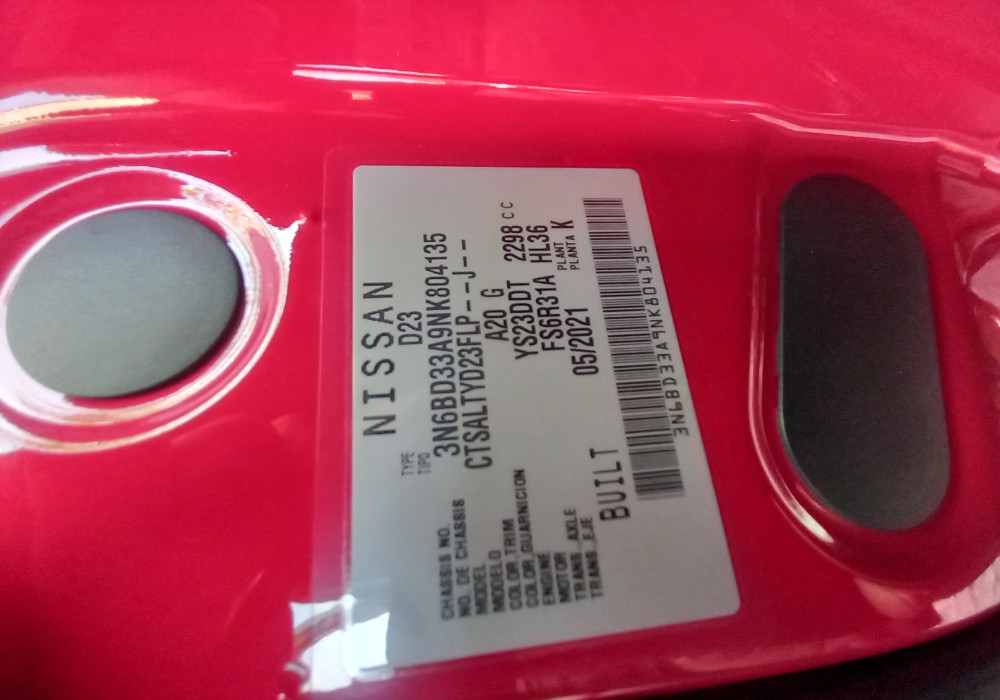 NISSAN
TYPE
TIPO
D23
CHASSIS NO.
NO. DE CHASSIS
3N6BD33A9NK804135
MODEL
MODELO
CTSALTYD23FLP--J--
COLOR,TRIM
COLOR,GUARNICION
A20 G
ENGINE
MOTOR
YS23DDT 2298 CC
TRANS.,AXLE
TRANS.,EJE
FS6R31A HL36
BUILT 05/2021
PLANT
PLANTA K
3N6BD33A9NK804135